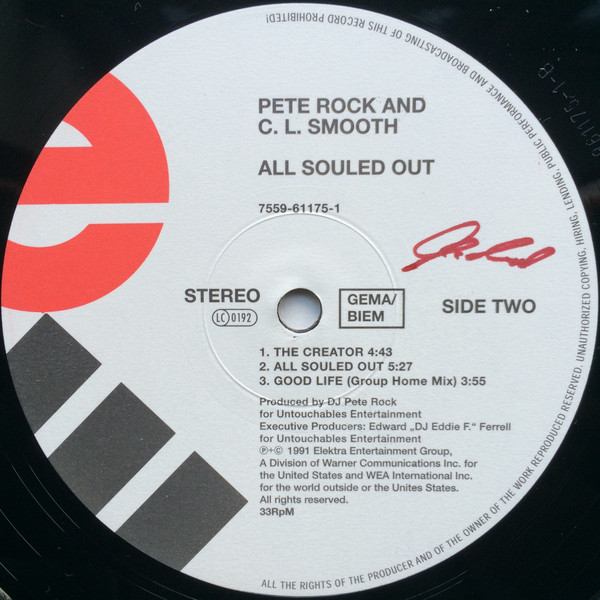 PETE ROCK AND
C. L. SMOOTH
ALL SOULED OUT
7559-61175-1
STEREO
LC 0192
GEMA/
BIEM
SIDE TWO
1. THE CREATOR 4:43
2. ALL SOULED OUT 5:27
3. GOOD LIFE (Group Home Mix) 3:55
Produced by DJ Pete Rock
for Untouchables Entertainment
Executive Producers: Edward „DJ Eddie F.“ Ferrell
for Untouchables Entertainment
℗+© 1991 Elektra Entertainment Group,
A Division of Warner Communications Inc. for
the United States and WEA International Inc.
for the world outside or the Unites States.
All rights reserved.
33RpM
ALL THE RIGHTS OF THE PRODUCER AND OF THE OWNER OF THE WORK REPRODUCED RESERVED. UNAUTHORIZED COPYING, HIRING, LENDING, PUBLIC PERFORMANCE AND BROADCASTING OF THIS RECORD PROHIBITED!